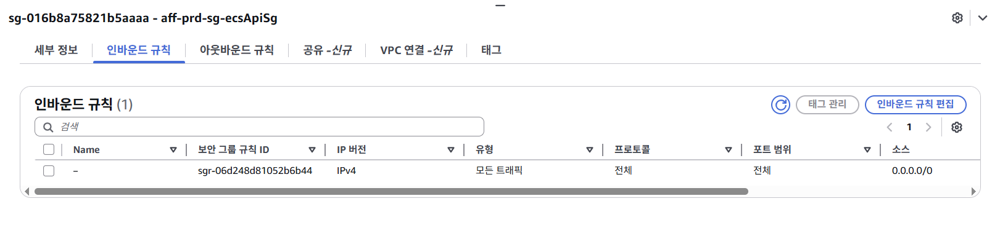 sg-016b8a75821b5aaaa - aff-prd-sg-ecsApiSg
세부 정보 인바운드 규칙 아웃바운드 규칙 공유 -신규 VPC 연결 -신규 태그
인바운드 규칙 (1)
태그 관리 인바운드 규칙 편집
검색
1
Name 보안 그룹 규칙 ID IP 버전 유형 프로토콜 포트 범위 소스
– sgr-06d248d81052b6b44 IPv4 모든 트래픽 전체 전체 0.0.0.0/0